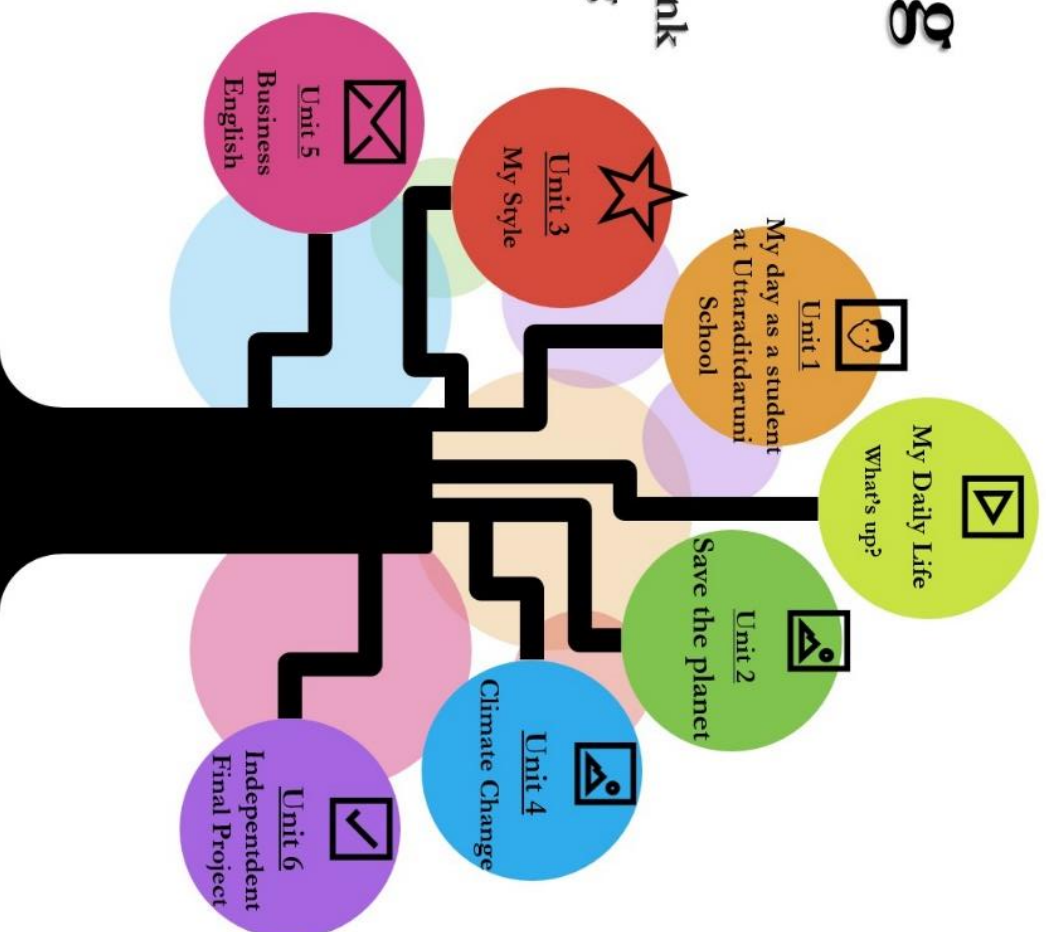 g
nk
My Daily Life
What's up?
Unit 1
My day as a student
at Uttaraditdaruni
School
Unit 2
Save the planet
Unit 3
My Style
Unit 4
Climate Change
Unit 5
Business
English
Unit 6
Indepentdent
Final Project